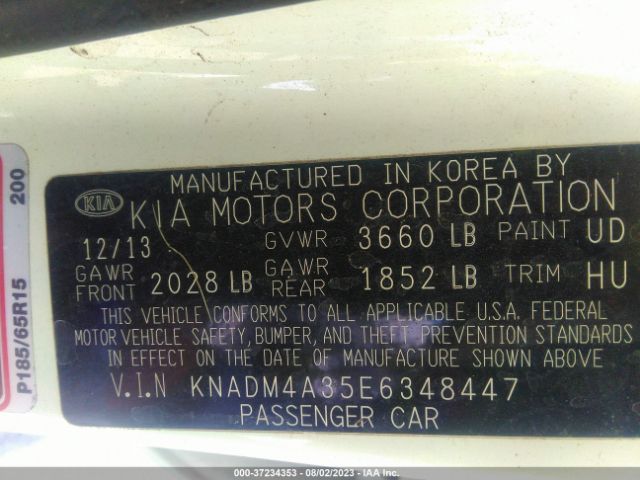 MANUFACTURED IN KOREA BY
KIA KIA MOTORS CORPORATION
12/13 GVWR 3660 LB PAINT UD
GAWR FRONT 2028 LB GAWR REAR 1852 LB TRIM HU
THIS VEHICLE CONFORMS TO ALL APPLICABLE U.S.A. FEDERAL
MOTOR VEHICLE SAFETY, BUMPER, AND THEFT PREVENTION STANDARDS
IN EFFECT ON THE DATE OF MANUFACTURE SHOWN ABOVE
V.I.N KNADM4A35E6348447
PASSENGER CAR
P185/65R15 200
000-37234353 | 08/02/2023 - IAA Inc.